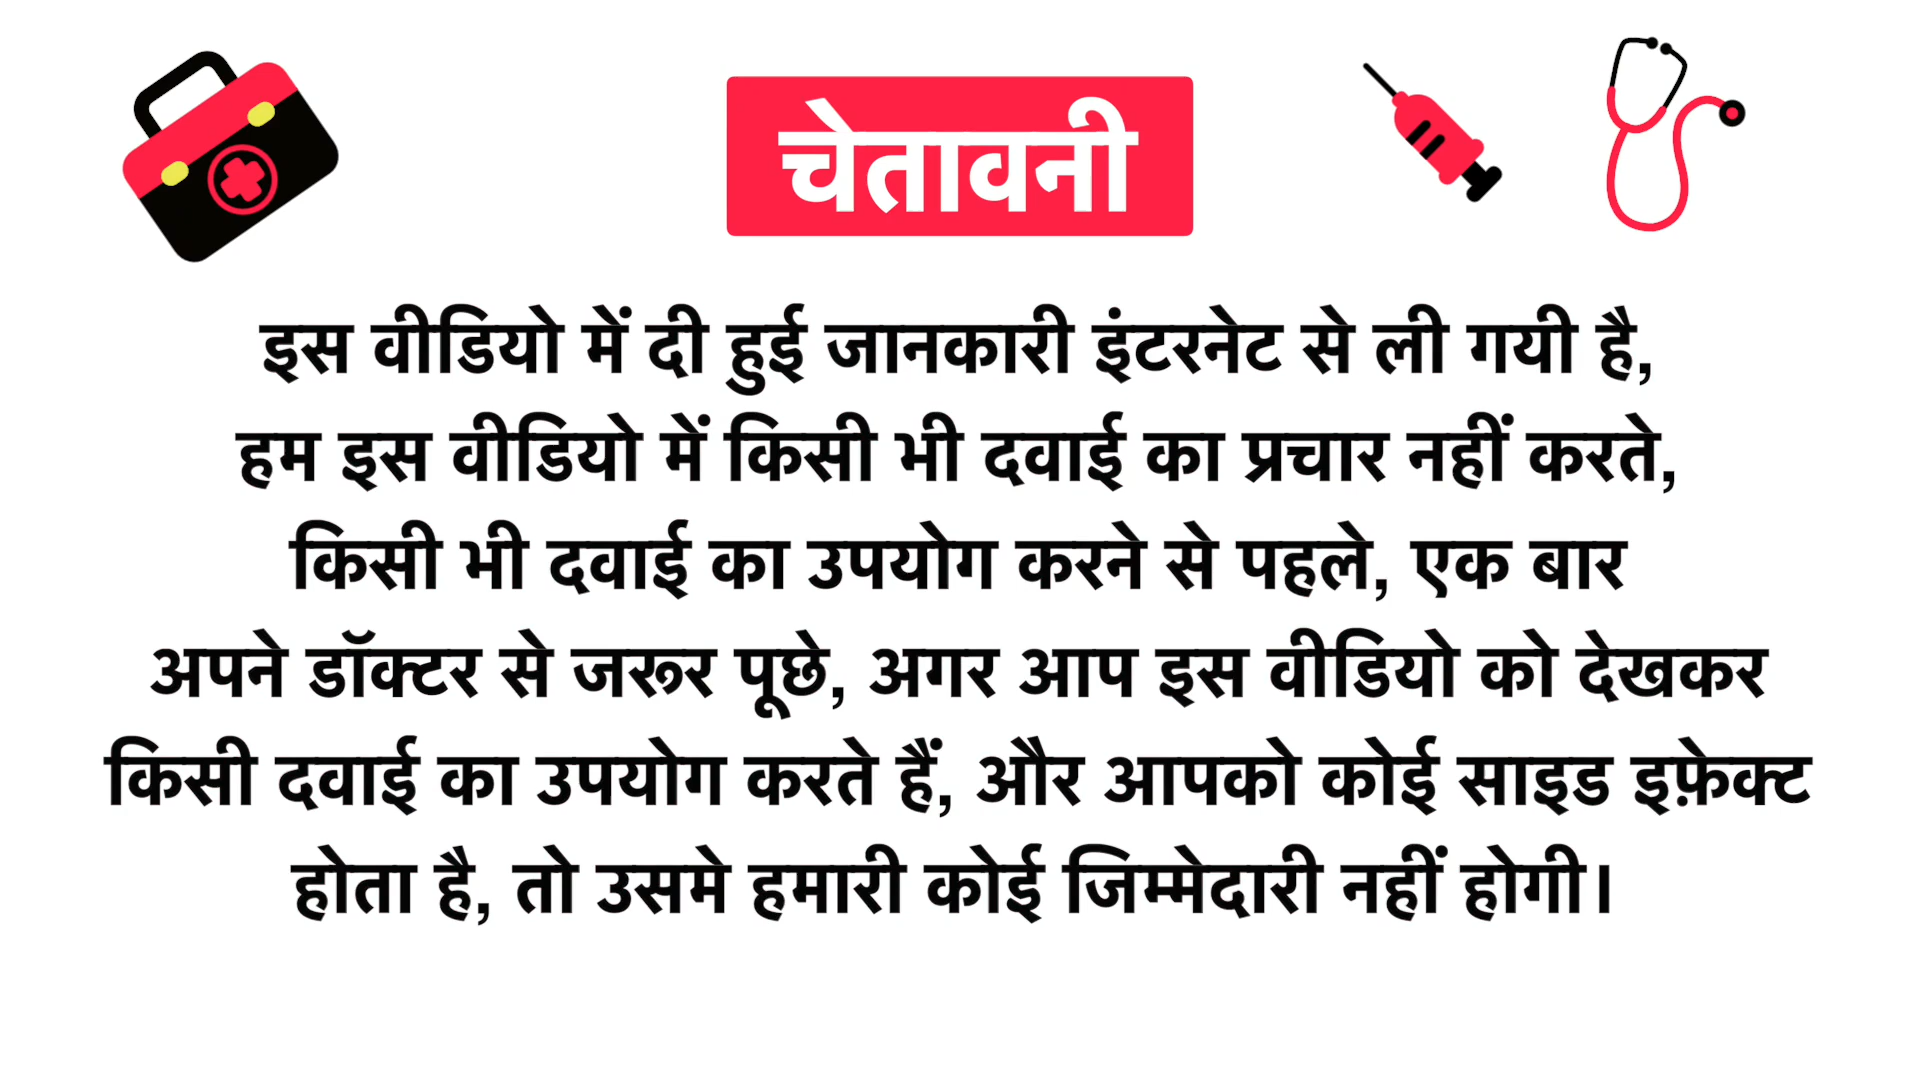 चेतावनी
इस वीडियो में दी हुई जानकारी इंटरनेट से ली गयी है,
हम इस वीडियो में किसी भी दवाई का प्रचार नहीं करते,
किसी भी दवाई का उपयोग करने से पहले, एक बार
अपने डॉक्टर से जरूर पूछे, अगर आप इस वीडियो को देखकर
किसी दवाई का उपयोग करते हैं, और आपको कोई साइड इफ़ेक्ट
होता है, तो उसमे हमारी कोई जिम्मेदारी नहीं होगी।